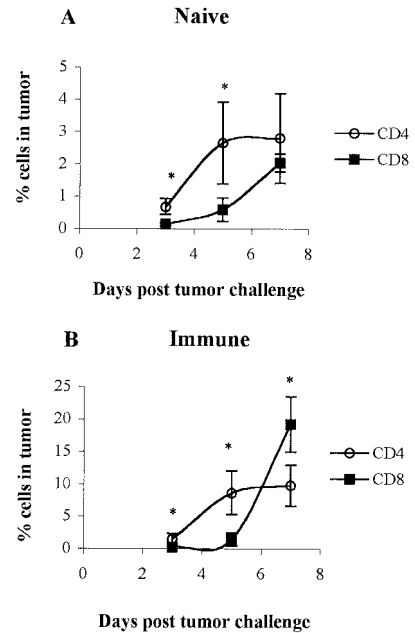 A Naive
5
4
3
2
1
0
% cells in tumor
*
*
CD4
CD8
0 2 4 6 8
Days post tumor challenge
B Immune
25
20
15
10
5
0
% cells in tumor
*
*
*
CD4
CD8
0 2 4 6 8
Days post tumor challenge